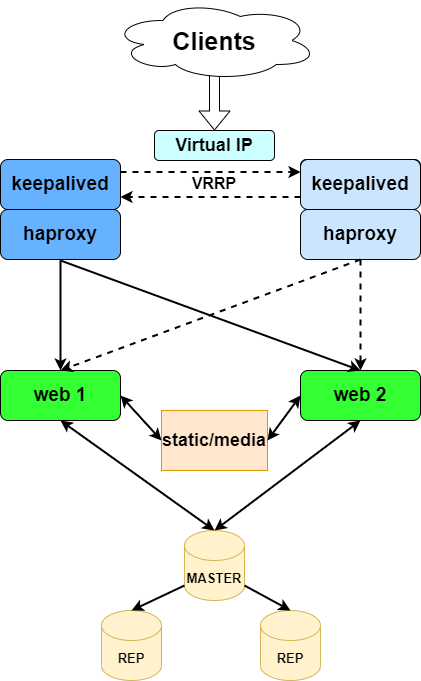 Clients
Virtual IP
keepalived
VRRP
keepalived
haproxy
haproxy
web 1
web 2
static/media
MASTER
REP
REP